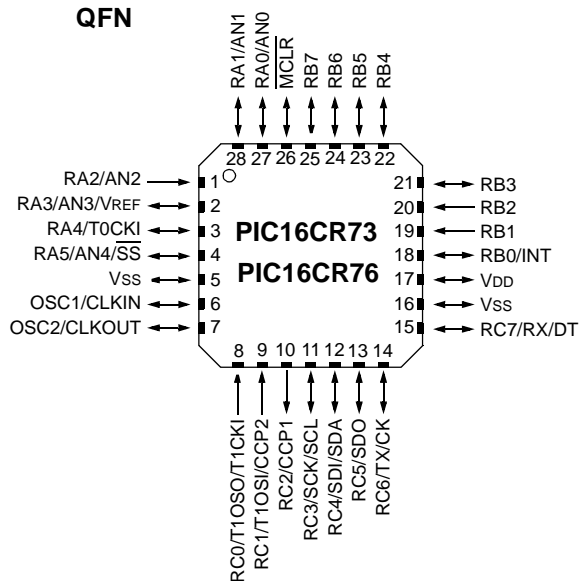 QFN
RA1/AN1
RA0/AN0
MCLR
RB7
RB6
RB5
RB4
28 27 26 25 24 23 22
RA2/AN2 1
RA3/AN3/VREF 2
RA4/T0CKI 3
RA5/AN4/SS 4
VSS 5
OSC1/CLKIN 6
OSC2/CLKOUT 7
PIC16CR73
PIC16CR76
21 RB3
20 RB2
19 RB1
18 RB0/INT
17 VDD
16 VSS
15 RC7/RX/DT
8 9 10 11 12 13 14
RC0/T1OSO/T1CKI
RC1/T1OSI/CCP2
RC2/CCP1
RC3/SCK/SCL
RC4/SDI/SDA
RC5/SDO
RC6/TX/CK